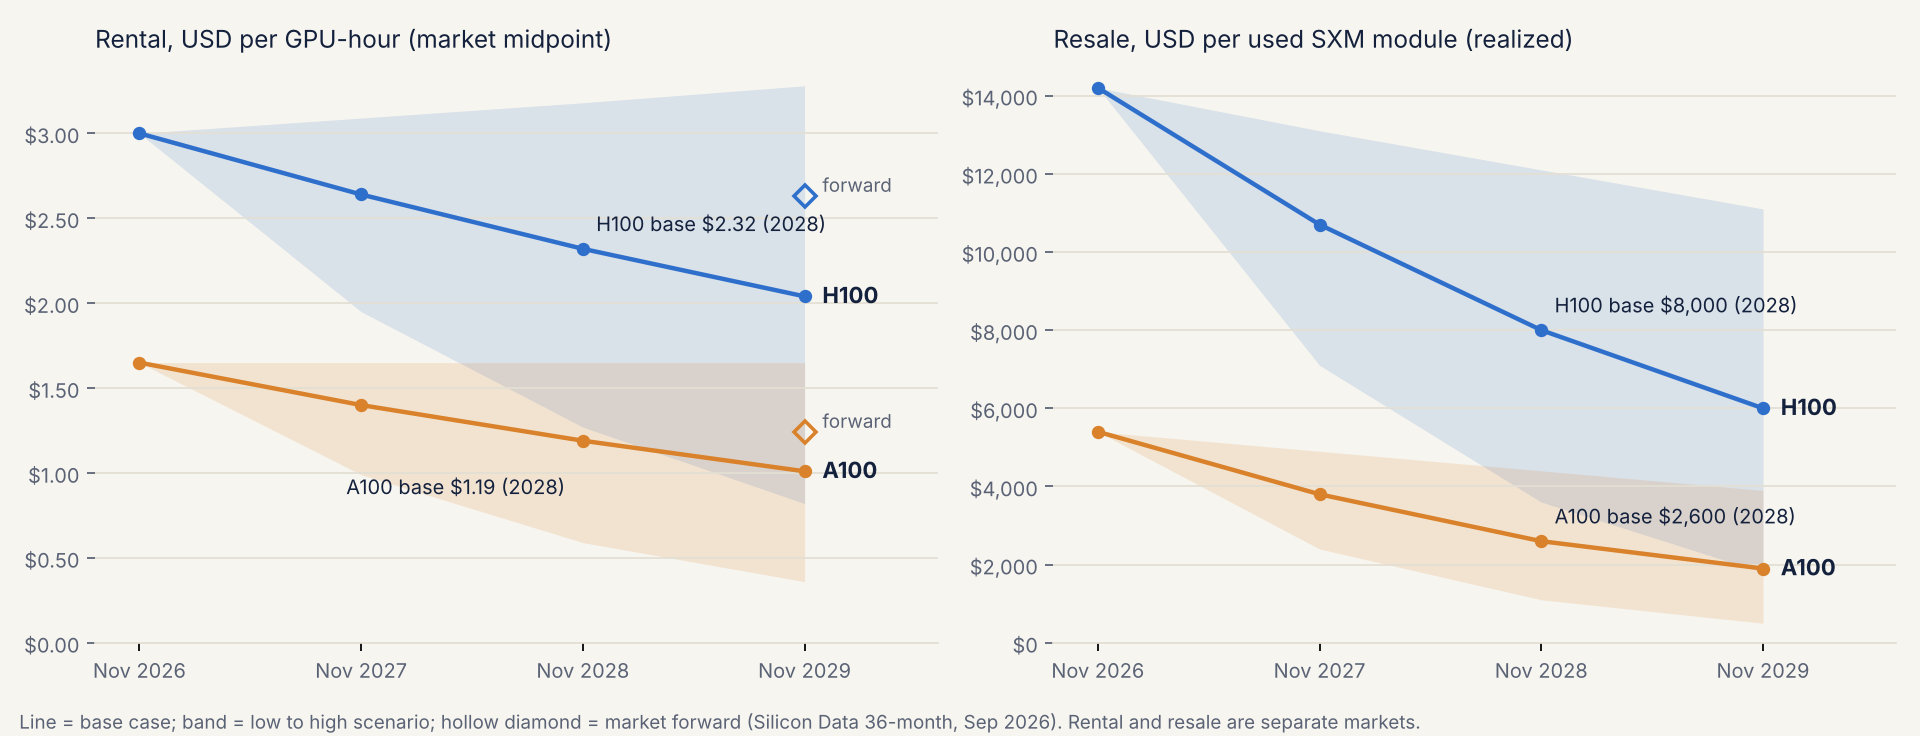 Rental, USD per GPU-hour (market midpoint)
$3.00
$2.50
$2.00
$1.50
$1.00
$0.50
$0.00
forward
H100 base $2.32 (2028)
H100
forward
A100
A100 base $1.19 (2028)
Nov 2026
Nov 2027
Nov 2028
Nov 2029
Resale, USD per used SXM module (realized)
$14,000
$12,000
$10,000
$8,000
$6,000
$4,000
$2,000
$0
H100 base $8,000 (2028)
H100
A100 base $2,600 (2028)
A100
Nov 2026
Nov 2027
Nov 2028
Nov 2029
Line = base case; band = low to high scenario; hollow diamond = market forward (Silicon Data 36-month, Sep 2026). Rental and resale are separate markets.